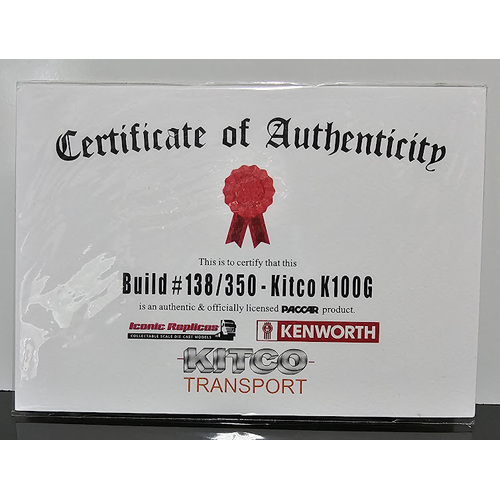 Certificate of Authenticity
This is to certify that this
Build #138/350 - Kitco K100G
is an authentic & officially licensed PACCAR product.
Iconic Replicas
COLLECTABLE SCALE DIE CAST MODELS
KENWORTH
KITCO
TRANSPORT